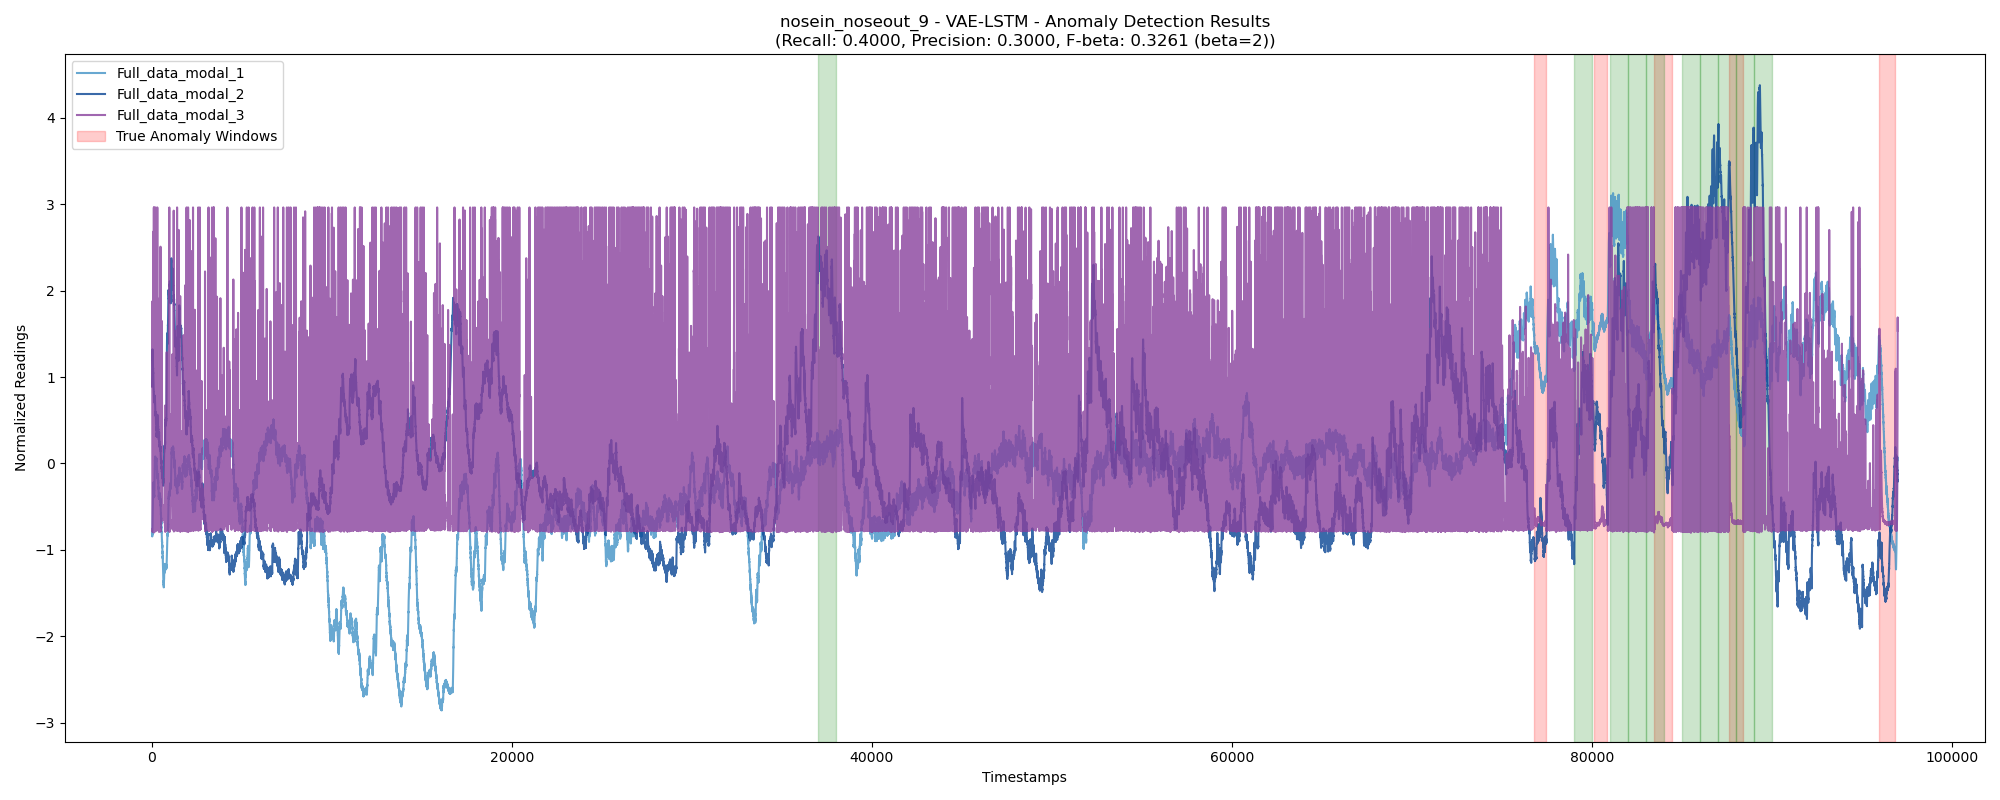 nosein_noseout_9 - VAE-LSTM - Anomaly Detection Results
(Recall: 0.4000, Precision: 0.3000, F-beta: 0.3261 (beta=2))
Full_data_modal_1
Full_data_modal_2
Full_data_modal_3
True Anomaly Windows
Normalized Readings
4
3
2
1
0
−1
−2
−3
0
20000
40000
60000
80000
100000
Timestamps